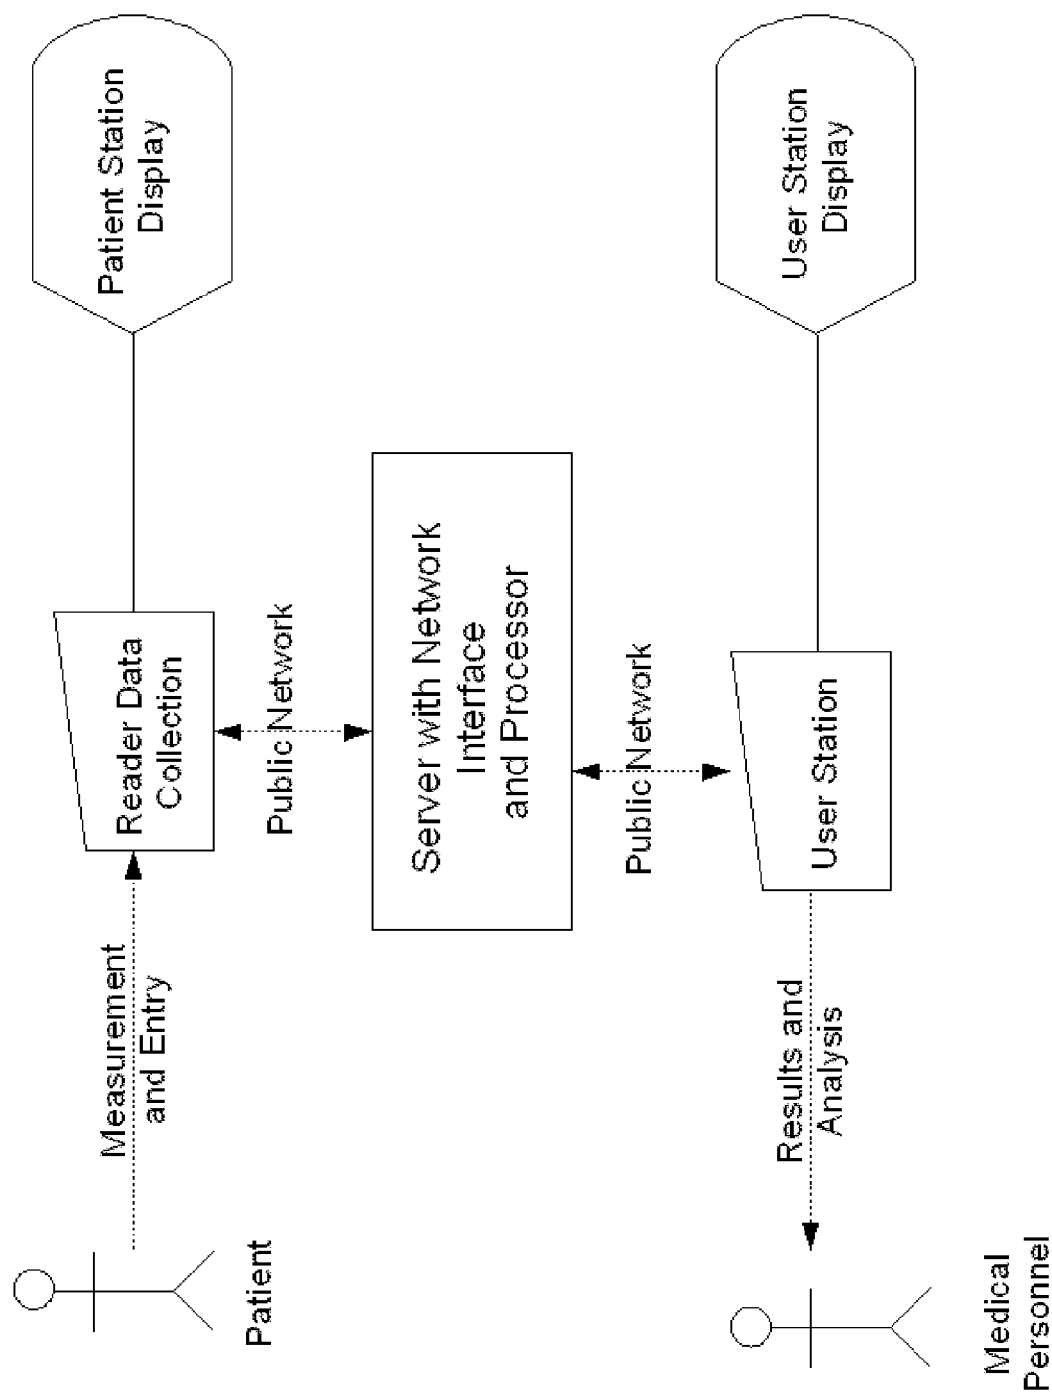 Patient
Measurement
and Entry
Reader Data
Collection
Patient Station
Display
Public Network
Server with Network
Interface
and Processor
Public Network
Medical
Personnel
Results and
Analysis
User Station
User Station
Display